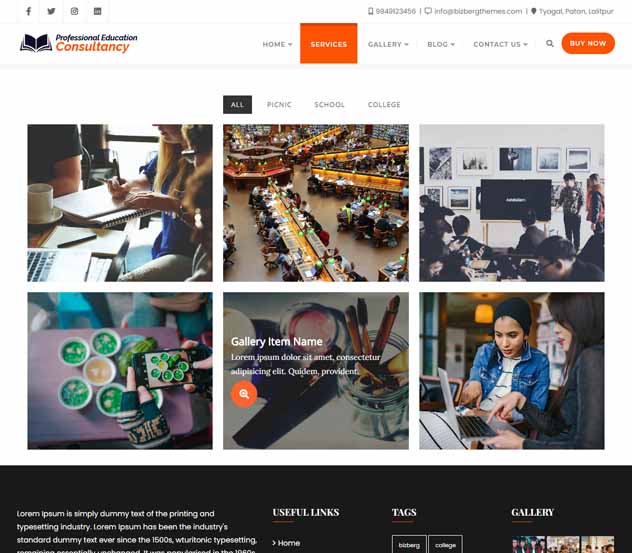 9849123456 | info@bizbergthemes.com | Tyagal, Patan, Lalitpur
Professional Education
Consultancy
HOME SERVICES GALLERY BLOG CONTACT US BUY NOW
ALL PICNIC SCHOOL COLLEGE
Gallery Item Name
Lorem ipsum dolor sit amet, consectetur
adipisicing elit. Quidem, provident.
Lorem Ipsum is simply dummy text of the printing and
typesetting industry. Lorem Ipsum has been the industry's
standard dummy text ever since the 1500s, wturitonic typesetting,
remaining essentially unchanged. It was popularised in the 1960s
USEFUL LINKS
Home
TAGS
bizberg college
GALLERY